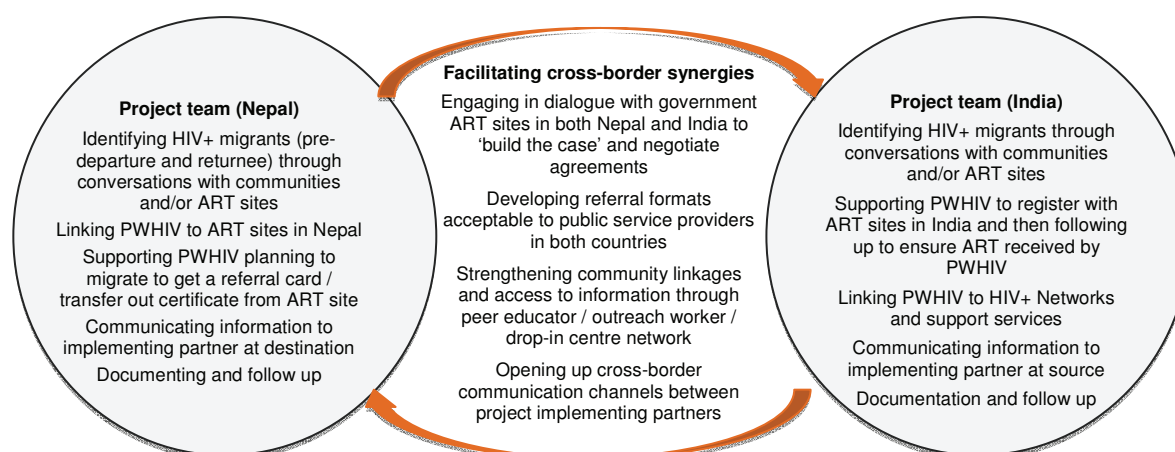 Project team (Nepal)
Identifying HIV+ migrants (pre-
departure and returnee) through
conversations with communities
and/or ART sites
Linking PWHIV to ART sites in Nepal
Supporting PWHIV planning to
migrate to get a referral card /
transfer out certificate from ART site
Communicating information to
implementing partner at destination
Documenting and follow up
Facilitating cross-border synergies
Engaging in dialogue with government
ART sites in both Nepal and India to
‘build the case’ and negotiate
agreements
Developing referral formats
acceptable to public service providers
in both countries
Strengthening community linkages
and access to information through
peer educator / outreach worker /
drop-in centre network
Opening up cross-border
communication channels between
project implementing partners
Project team (India)
Identifying HIV+ migrants through
conversations with communities
and/or ART sites
Supporting PWHIV to register with
ART sites in India and then following
up to ensure ART received by
PWHIV
Linking PWHIV to HIV+ Networks
and support services
Communicating information to
implementing partner at source
Documentation and follow up